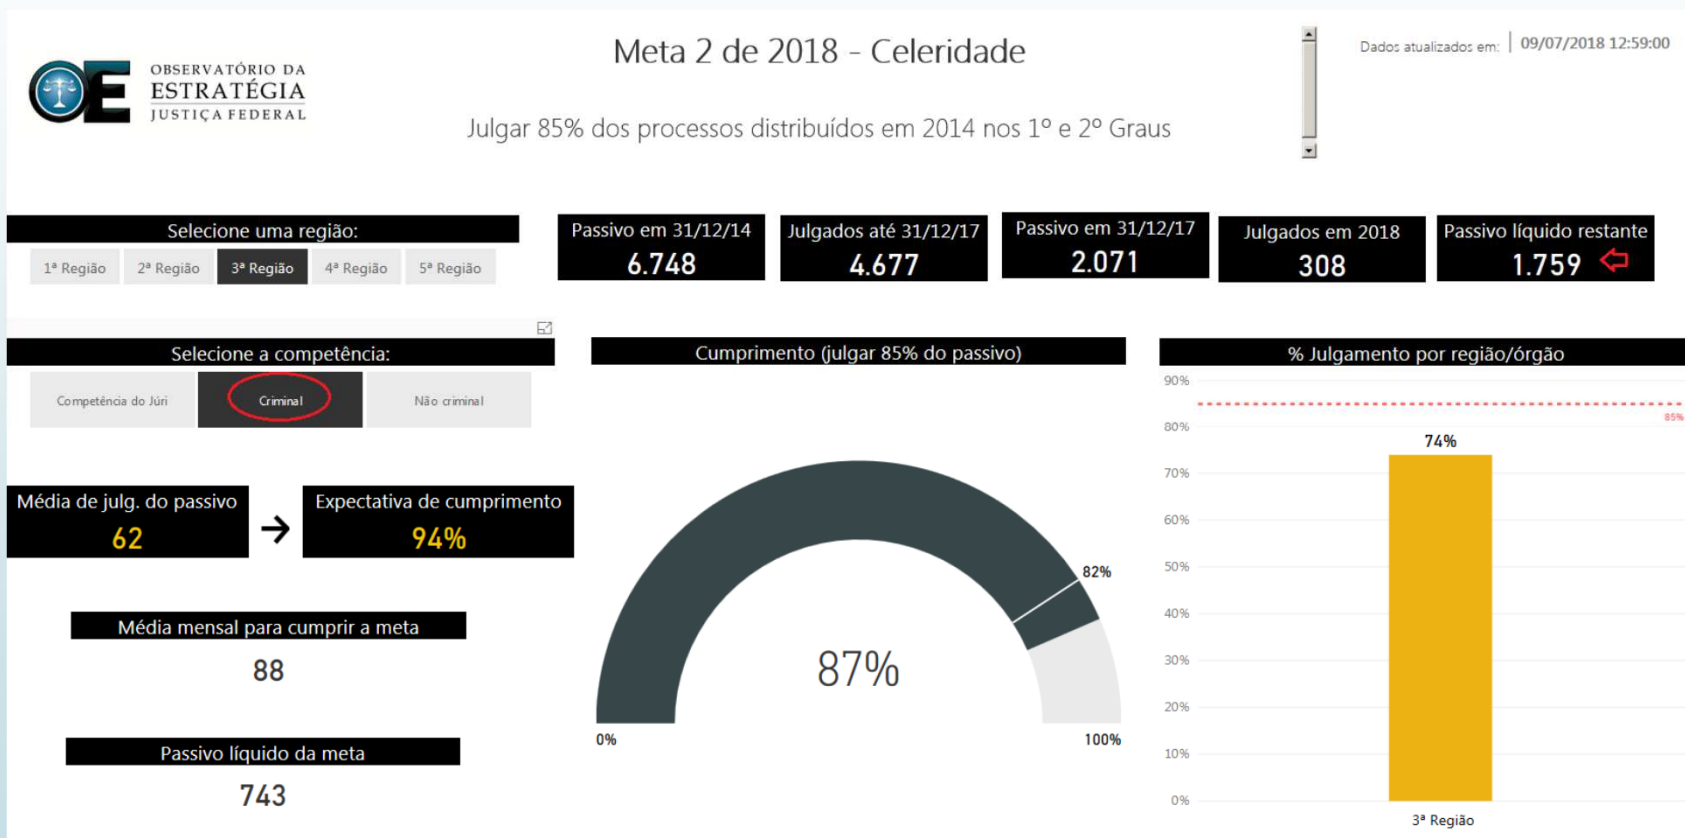 OE
OBSERVATÓRIO DA
ESTRATÉGIA
JUSTIÇA FEDERAL
Meta 2 de 2018 - Celeridade
Julgar 85% dos processos distribuídos em 2014 nos 1º e 2º Graus
Dados atualizados em: 09/07/2018 12:59:00
Selecione uma região:
1ª Região 2ª Região 3ª Região 4ª Região 5ª Região
Passivo em 31/12/14
6.748
Julgados até 31/12/17
4.677
Passivo em 31/12/17
2.071
Julgados em 2018
308
Passivo líquido restante
1.759
Selecione a competência:
Competência do Júri Criminal Não criminal
Média de julg. do passivo
62
Expectativa de cumprimento
94%
Média mensal para cumprir a meta
88
Passivo líquido da meta
743
Cumprimento (julgar 85% do passivo)
82%
87%
0% 100%
% Julgamento por região/órgão
90%
85%
80%
74%
70%
60%
50%
40%
30%
20%
10%
0%
3ª Região